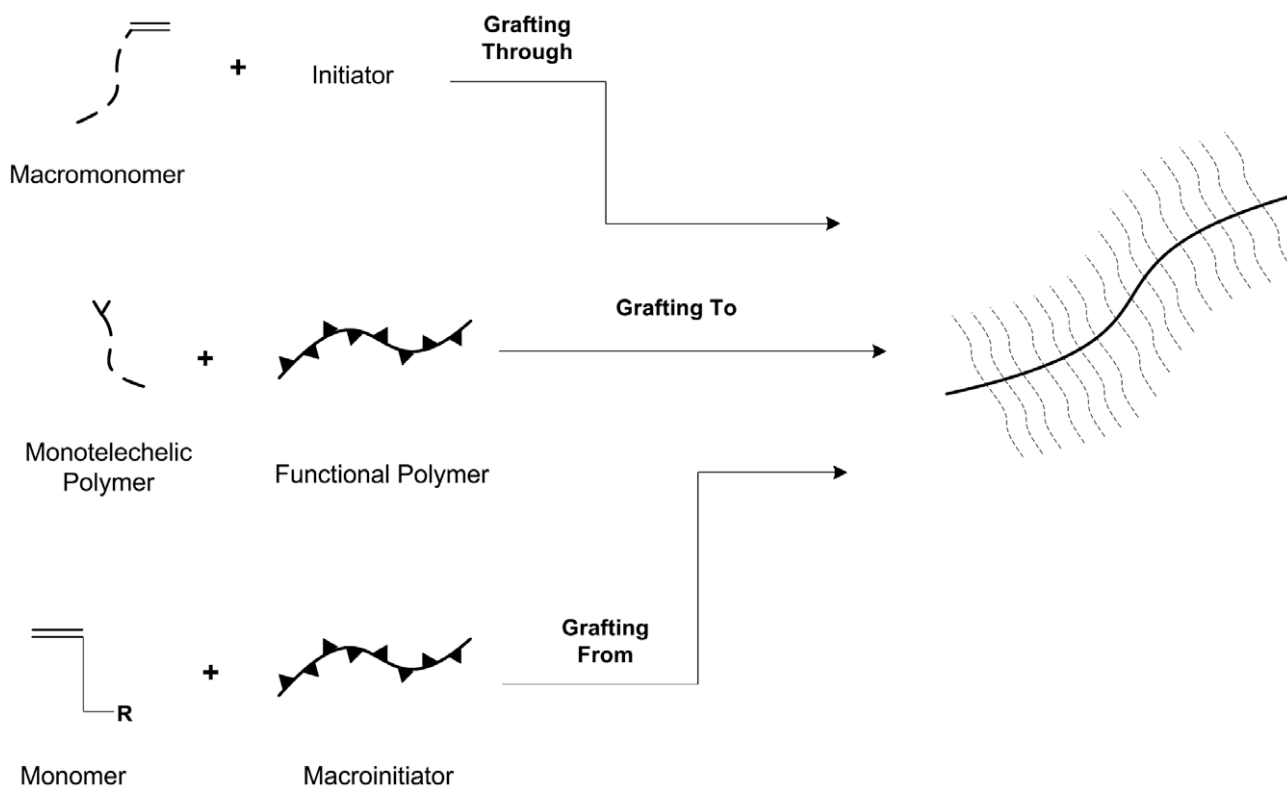 Grafting
Through
+
Initiator
Macromonomer
Grafting To
+
Monotelechelic
Polymer
Functional Polymer
Grafting
From
+
R
Monomer
Macroinitiator